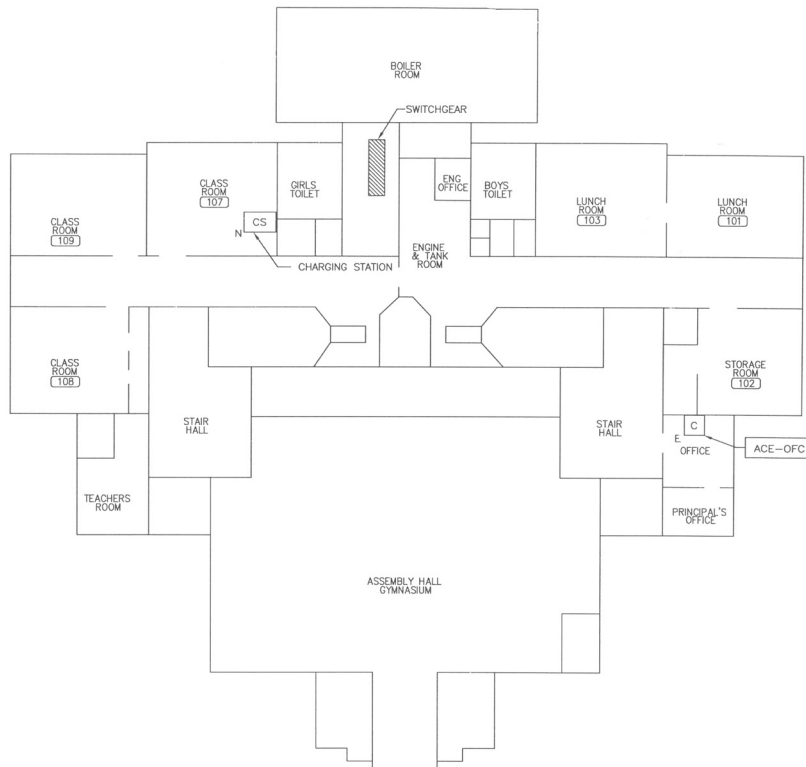 BOILER
ROOM
SWITCHGEAR
CLASS
ROOM
107
GIRLS
TOILET
ENG
OFFICE
BOYS
TOILET
LUNCH
ROOM
103
LUNCH
ROOM
101
CLASS
ROOM
109
CS
N
CHARGING STATION
ENGINE
& TANK
ROOM
CLASS
ROOM
108
STORAGE
ROOM
102
STAIR
HALL
STAIR
HALL
C
E
OFFICE
ACE-OFC
TEACHERS
ROOM
PRINCIPAL'S
OFFICE
ASSEMBLY HALL
GYMNASIUM